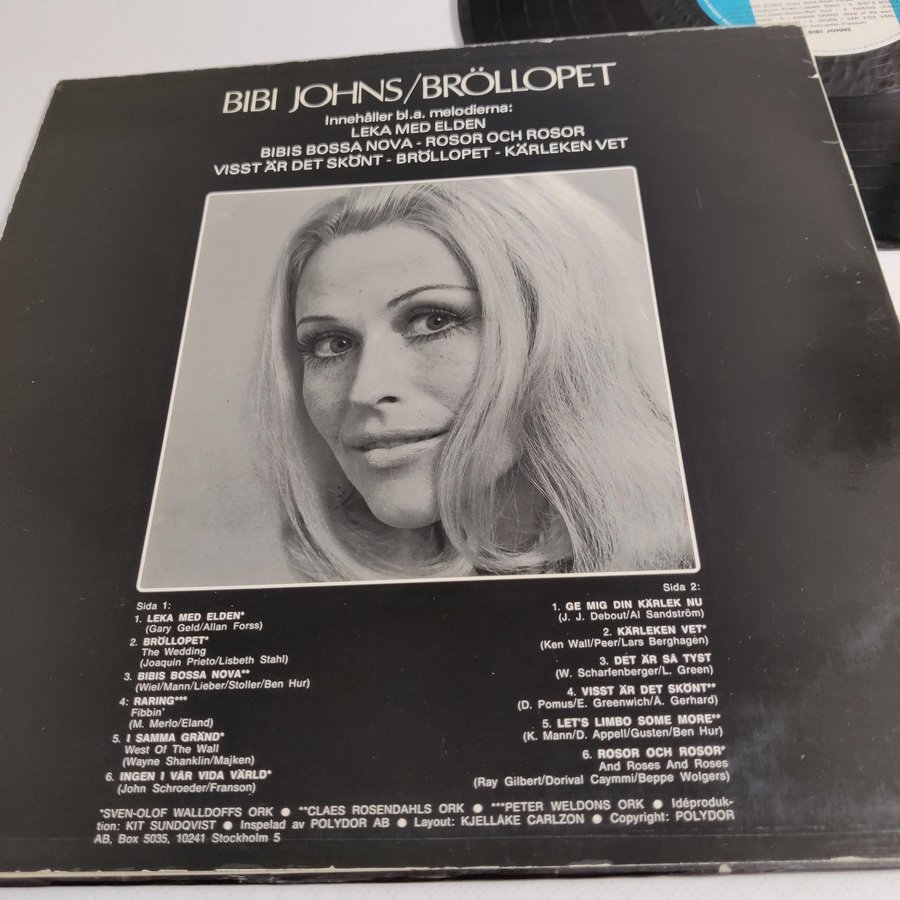 BIBI JOHNS/BRÖLLOPET
Innehåller bl.a. melodierna:
LEKA MED ELDEN
BIBIS BOSSA NOVA - ROSOR OCH ROSOR
VISST ÄR DET SKÖNT - BRÖLLOPET - KÄRLEKEN VET
Sida 1:
1. LEKA MED ELDEN*
(Gary Geld/Allan Forss)
2. BRÖLLOPET*
The Wedding
(Joaquin Prieto/Lisbeth Stahl)
3. BIBIS BOSSA NOVA**
(Wiel/Mann/Lieber/Stoller/Ben Hur)
4: RARING***
Fibbin'
(M. Merlo/Eland)
5. I SAMMA GRÄND*
West Of The Wall
(Wayne Shanklin/Majken)
6. INGEN I VÅR VIDA VÄRLD*
(John Schroeder/Franson)
Sida 2:
1. GE MIG DIN KÄRLEK NU
(J. J. Debout/Al Sandström)
2. KÄRLEKEN VET*
(Ken Wall/Peer/Lars Berghagen)
3. DET ÄR SÅ TYST
(W. Scharfenberger/L. Green)
4. VISST ÄR DET SKÖNT**
(D. Pomus/E. Greenwich/Å. Gerhard)
5. LET'S LIMBO SOME MORE**
(K. Mann/D. Appell/Gusten/Ben Hur)
6. ROSOR OCH ROSOR*
And Roses And Roses
(Ray Gilbert/Dorival Caymmi/Beppe Wolgers)
*SVEN-OLOF WALLDOFFS ORK ● **CLAES ROSENDAHLS ORK ● ***PETER WELDONS ORK ● Idéproduk-
tion: KIT SUNDQVIST ● Inspelad av POLYDOR AB ● Layout: KJELLÅKE CARLZON ● Copyright: POLYDOR
AB, Box 5035, 10241 Stockholm 5
BIBI JOHNS